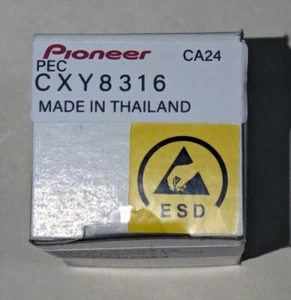 Pioneer CA24
PEC
CXY8316
MADE IN THAILAND
ESD